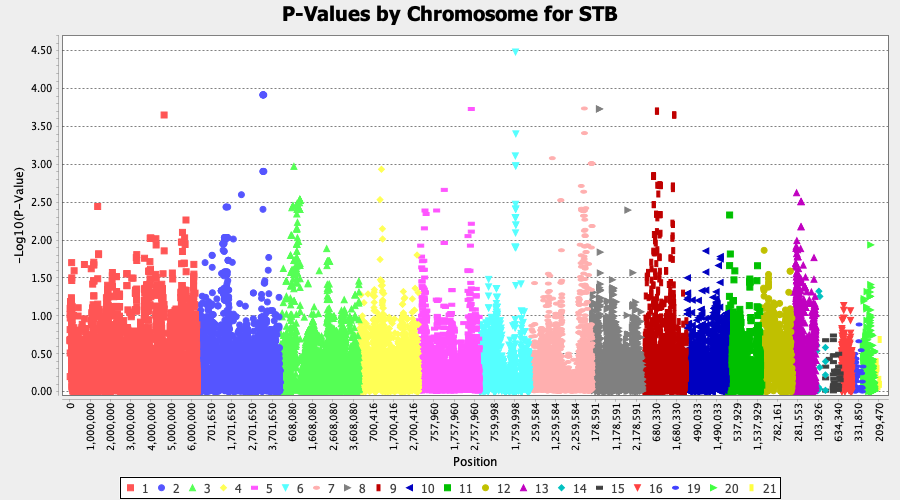 P-Values by Chromosome for STB
-Log10(P-Value)
4.50
4.00
3.50
3.00
2.50
2.00
1.50
1.00
0.50
0.00
0 1,000,000 2,000,000 3,000,000 4,000,000 5,000,000 6,000,000 701,650 1,701,650 2,701,650 3,701,650 608,080 1,608,080 2,608,080 3,608,080 700,416 1,700,416 2,700,416 757,960 1,757,960 2,757,960 759,998 1,759,998 259,584 1,259,584 2,259,584 178,591 1,178,591 2,178,591 680,330 1,680,330 490,033 1,490,033 537,929 1,537,929 782,161 281,553 103,926 634,340 331,850 209,470
Position
1 2 3 4 5 6 7 8 9 10 11 12 13 14 15 16 19 20 21